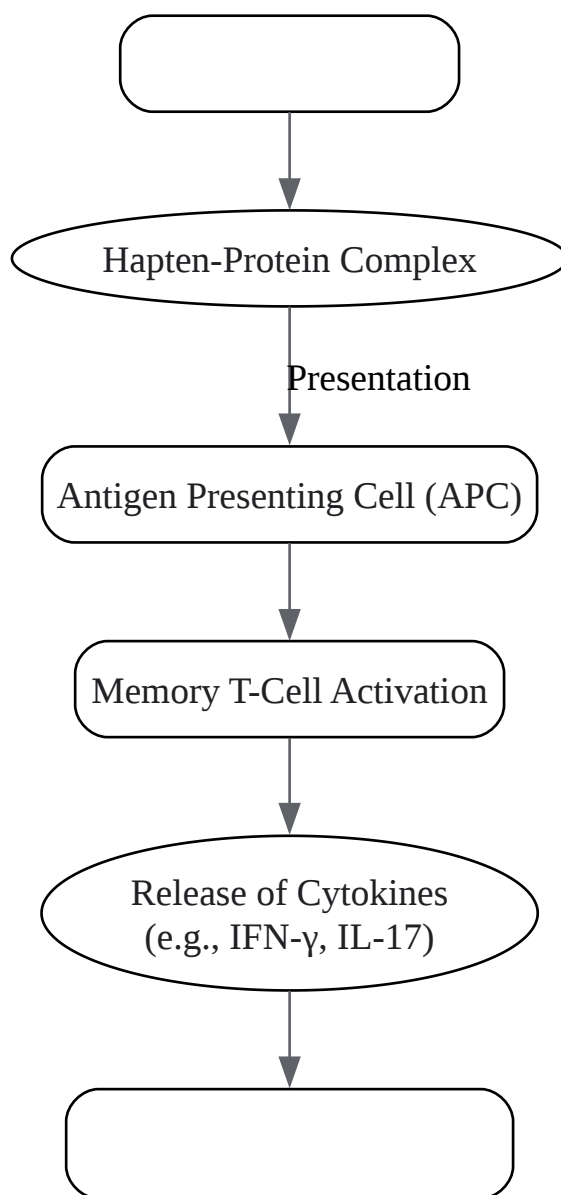 Hapten-Protein Complex
Presentation
Antigen Presenting Cell (APC)
Memory T-Cell Activation
Release of Cytokines
(e.g., IFN-γ, IL-17)